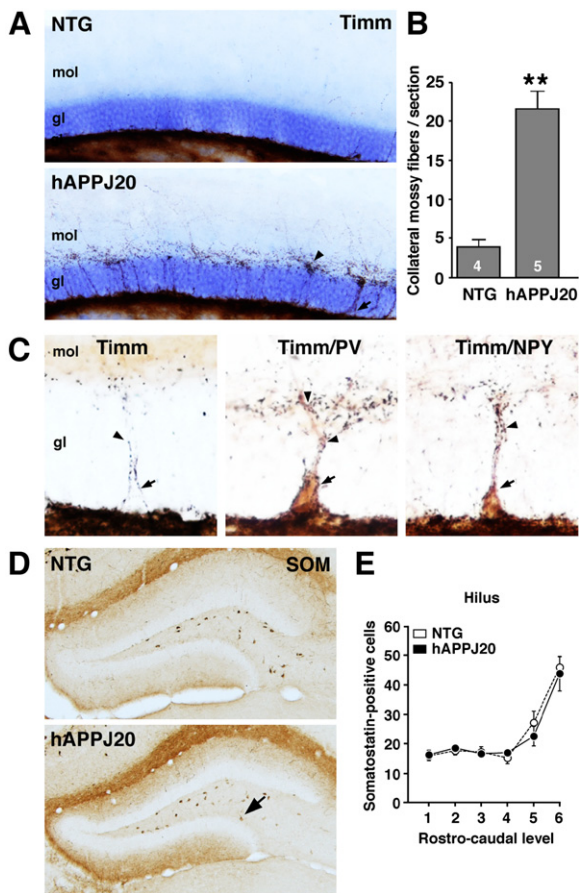 A
NTG Timm
mol
gl
hAPPJ20
mol
gl
B
**
Collateral mossy fibers / section
25
20
15
10
5
0
4 5
NTG hAPPJ20
C
mol Timm Timm/PV Timm/NPY
gl
D
NTG SOM
hAPPJ20
E
Hilus
NTG
hAPPJ20
Somatostatin-positive cells
60
50
40
30
20
10
0
1 2 3 4 5 6
Rostro-caudal level